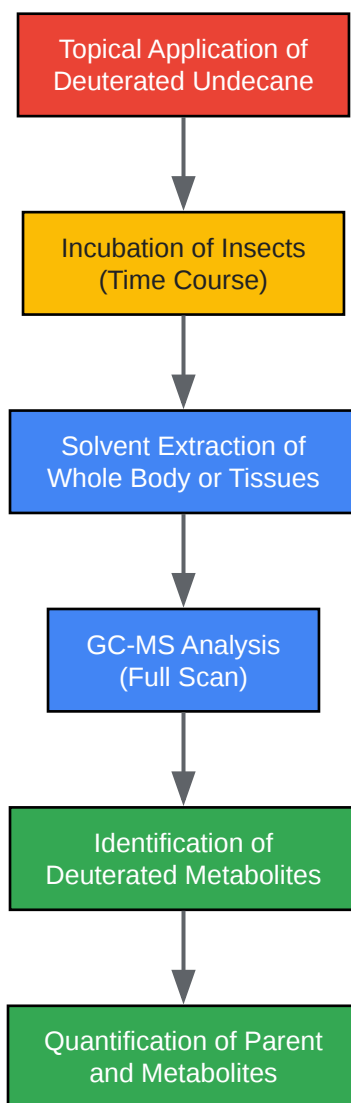 Topical Application of
Deuterated Undecane
Incubation of Insects
(Time Course)
Solvent Extraction of
Whole Body or Tissues
GC-MS Analysis
(Full Scan)
Identification of
Deuterated Metabolites
Quantification of Parent
and Metabolites